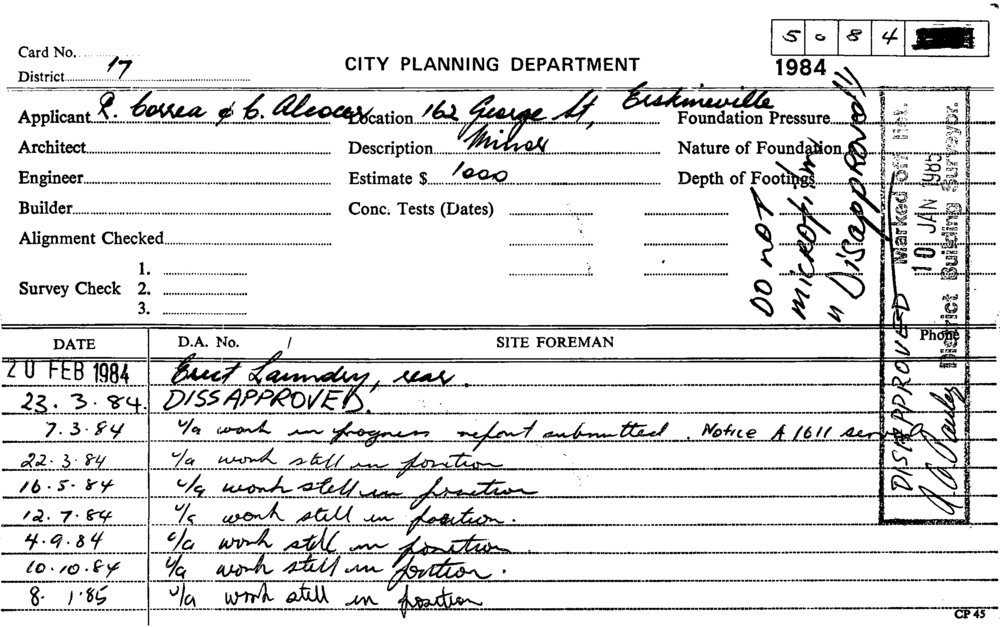 5 0 8 4
Card No.
District 17
CITY PLANNING DEPARTMENT
1984
Applicant R. Correa & C. Alcocer Location 162 George St, Erskineville Foundation Pressure
Architect Description Minor Nature of Foundation
Engineer Estimate $ 1000 Depth of Footings
Builder Conc. Tests (Dates)
Alignment Checked
1.
Survey Check 2.
3.
DO NOT
MICROFILM
" Disapproved!!
Marked off Hist.
10 JAN 1985
District Building Surveyor.
DISAPPROVED
DATE D.A. No. / SITE FOREMAN Phone
20 FEB 1984 Erect Laundry, rear.
23.3.84. DISSAPPROVED.
7.3.84 u/a work in progress report submitted. Notice A 1611 serv
22.3.84 u/a work still in position
16.5.84 u/a work still in position
12.7.84 u/a work still in position.
4.9.84 u/a work still in position
10.10.84 u/a work still in position.
8.1.85 u/a work still in position
CP 45